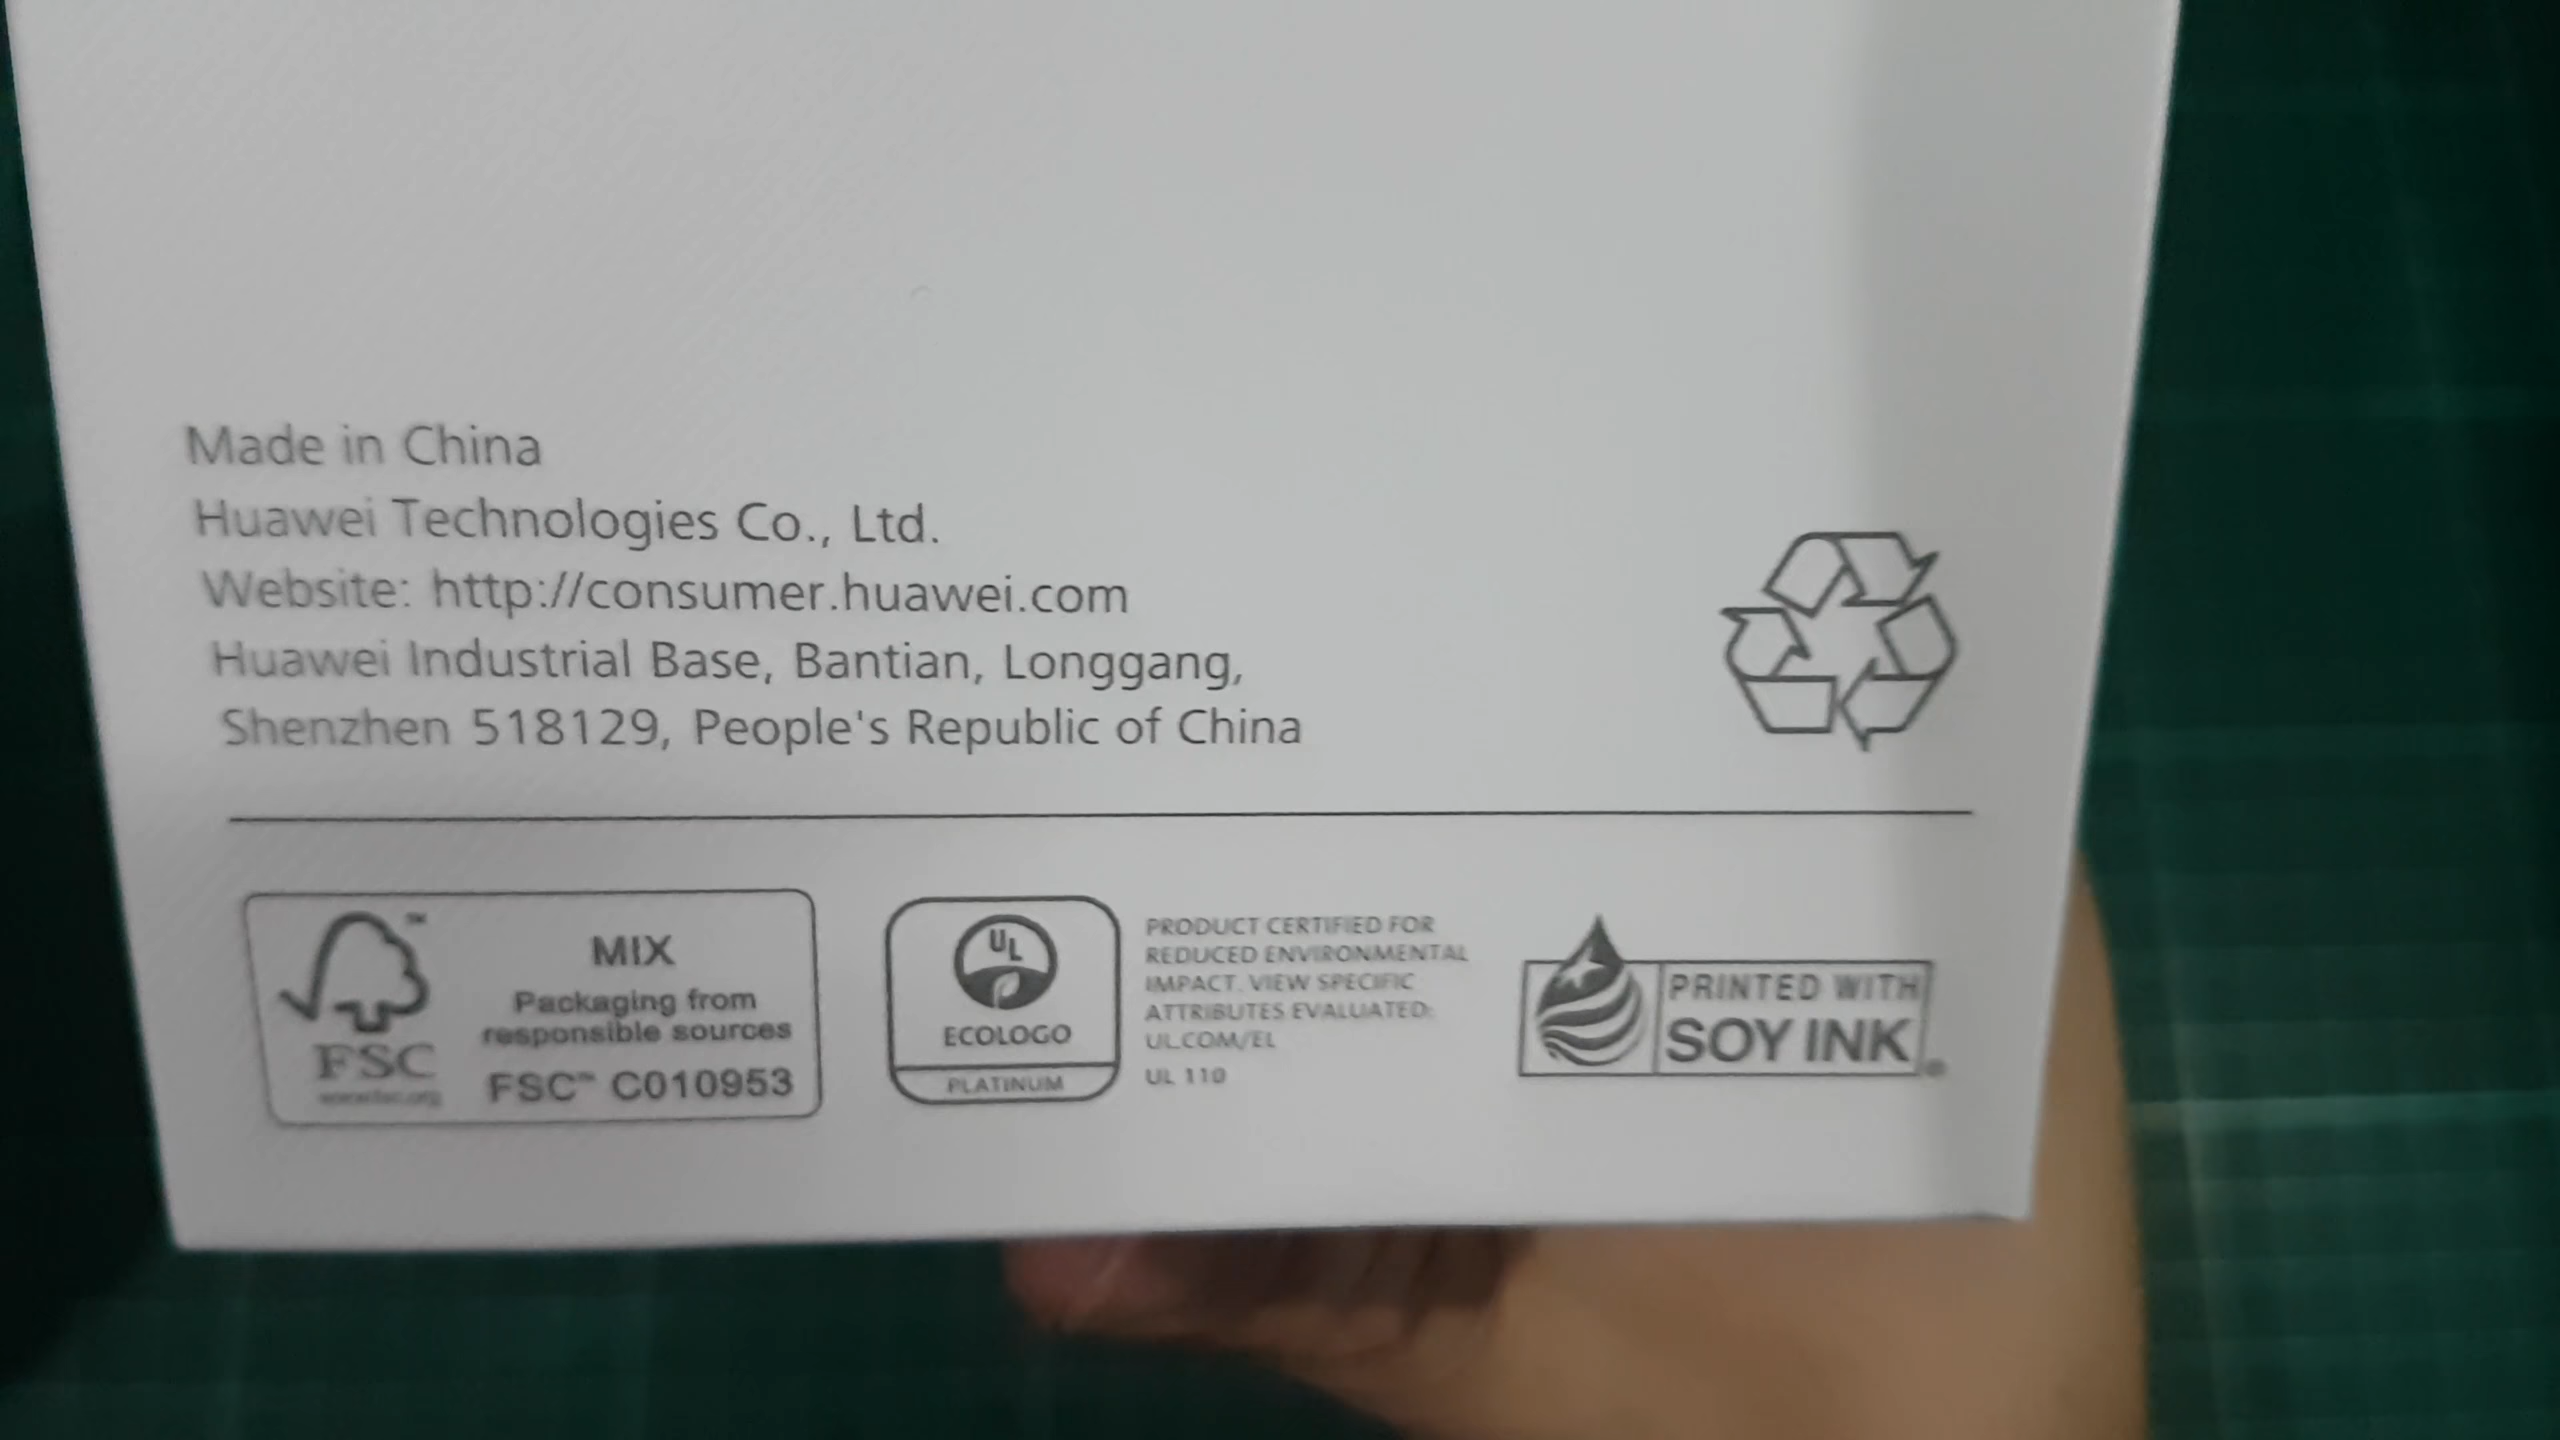 Made in China
Huawei Technologies Co., Ltd.
Website: http://consumer.huawei.com
Huawei Industrial Base, Bantian, Longgang,
Shenzhen 518129, People's Republic of China
FSC
MIX
Packaging from
responsible sources
FSC™ C010953
UL
ECOLOGO
PLATINUM
PRODUCT CERTIFIED FOR
REDUCED ENVIRONMENTAL
IMPACT. VIEW SPECIFIC
ATTRIBUTES EVALUATED:
UL.COM/EL
UL 110
PRINTED WITH
SOY INK